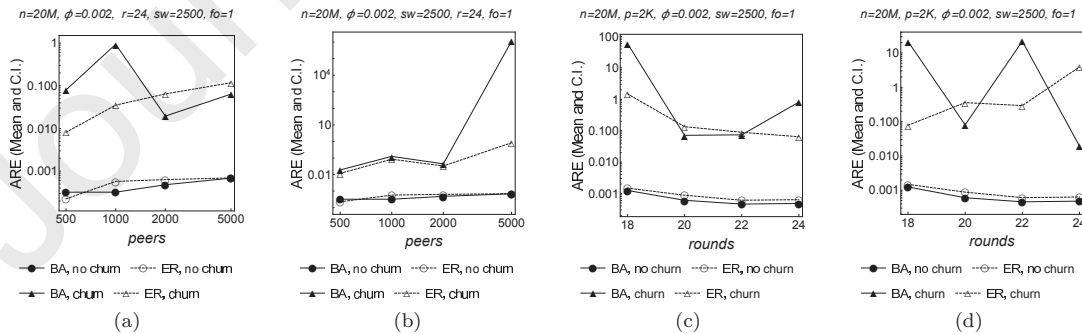 n=20M, ϕ=0.002, r=24, sw=2500, fo=1
ARE (Mean and C.I.)
1
0.100
0.010
0.001
500 1000 2000 5000
peers
BA, no churn ER, no churn
BA, churn ER, churn
(a)
n=20M, ϕ=0.002, sw=2500, r=24, fo=1
ARE (Mean and C.I.)
10⁴
10
0.01
500 1000 2000 5000
peers
BA, no churn ER, no churn
BA, churn ER, churn
(b)
n=20M, p=2K, ϕ=0.002, sw=2500, fo=1
ARE (Mean and C.I.)
100
10
1
0.100
0.010
0.001
18 20 22 24
rounds
BA, no churn ER, no churn
BA, churn ER, churn
(c)
n=20M, p=2K, ϕ=0.002, sw=2500, fo=1
ARE (Mean and C.I.)
10
1
0.100
0.010
0.001
18 20 22 24
rounds
BA, no churn ER, no churn
BA, churn ER, churn
(d)
Jour